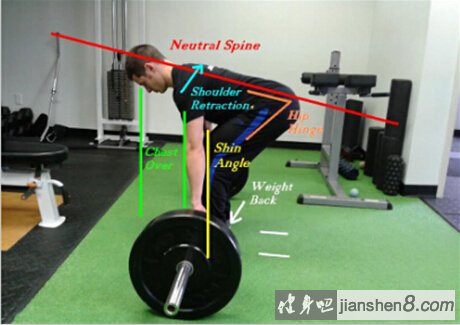 Neutral Spine
Shoulder
Retraction
Hip
Hinge
Chest
Over
Shin
Angle
Weight
Back
健身吧 jianshen8.com